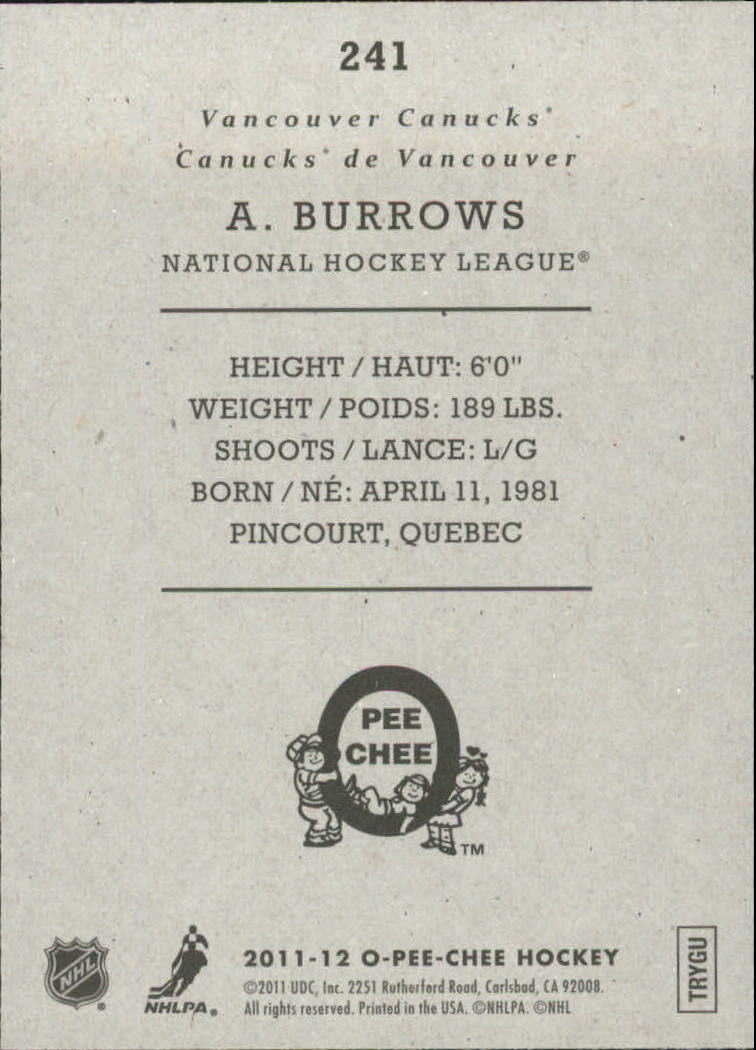 241
Vancouver Canucks®
Canucks® de Vancouver
A. BURROWS
NATIONAL HOCKEY LEAGUE®
HEIGHT / HAUT: 6'0"
WEIGHT / POIDS: 189 LBS.
SHOOTS / LANCE: L/G
BORN / NÉ: APRIL 11, 1981
PINCOURT, QUEBEC
O
PEE
CHEE
TM
NHL
®
NHLPA®
2011-12 O-PEE-CHEE HOCKEY
©2011 UDC, Inc. 2251 Rutherford Road, Carlsbad, CA 92008.
All rights reserved. Printed in the USA. ©NHLPA. ©NHL
TRYGU